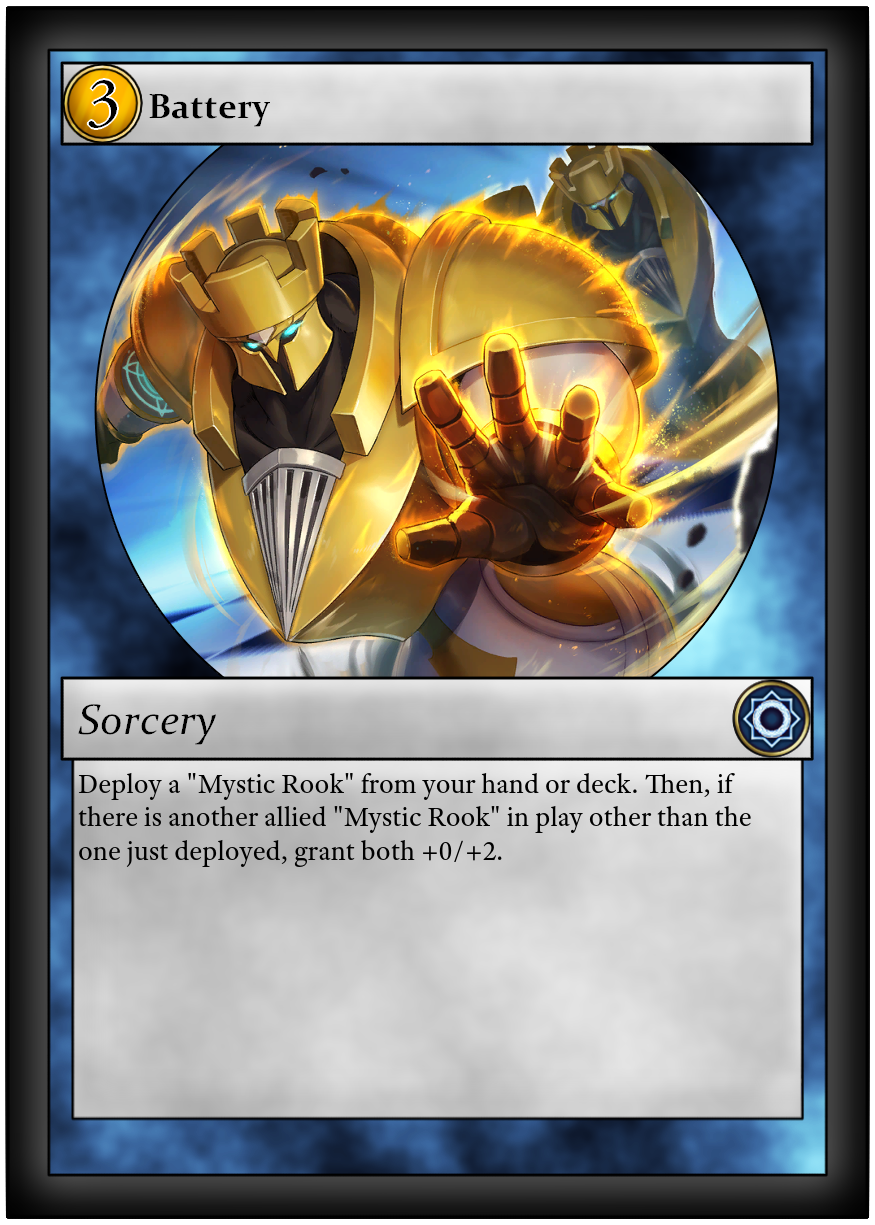 3 Battery
Sorcery
Deploy a "Mystic Rook" from your hand or deck. Then, if
there is another allied "Mystic Rook" in play other than the
one just deployed, grant both +0/+2.